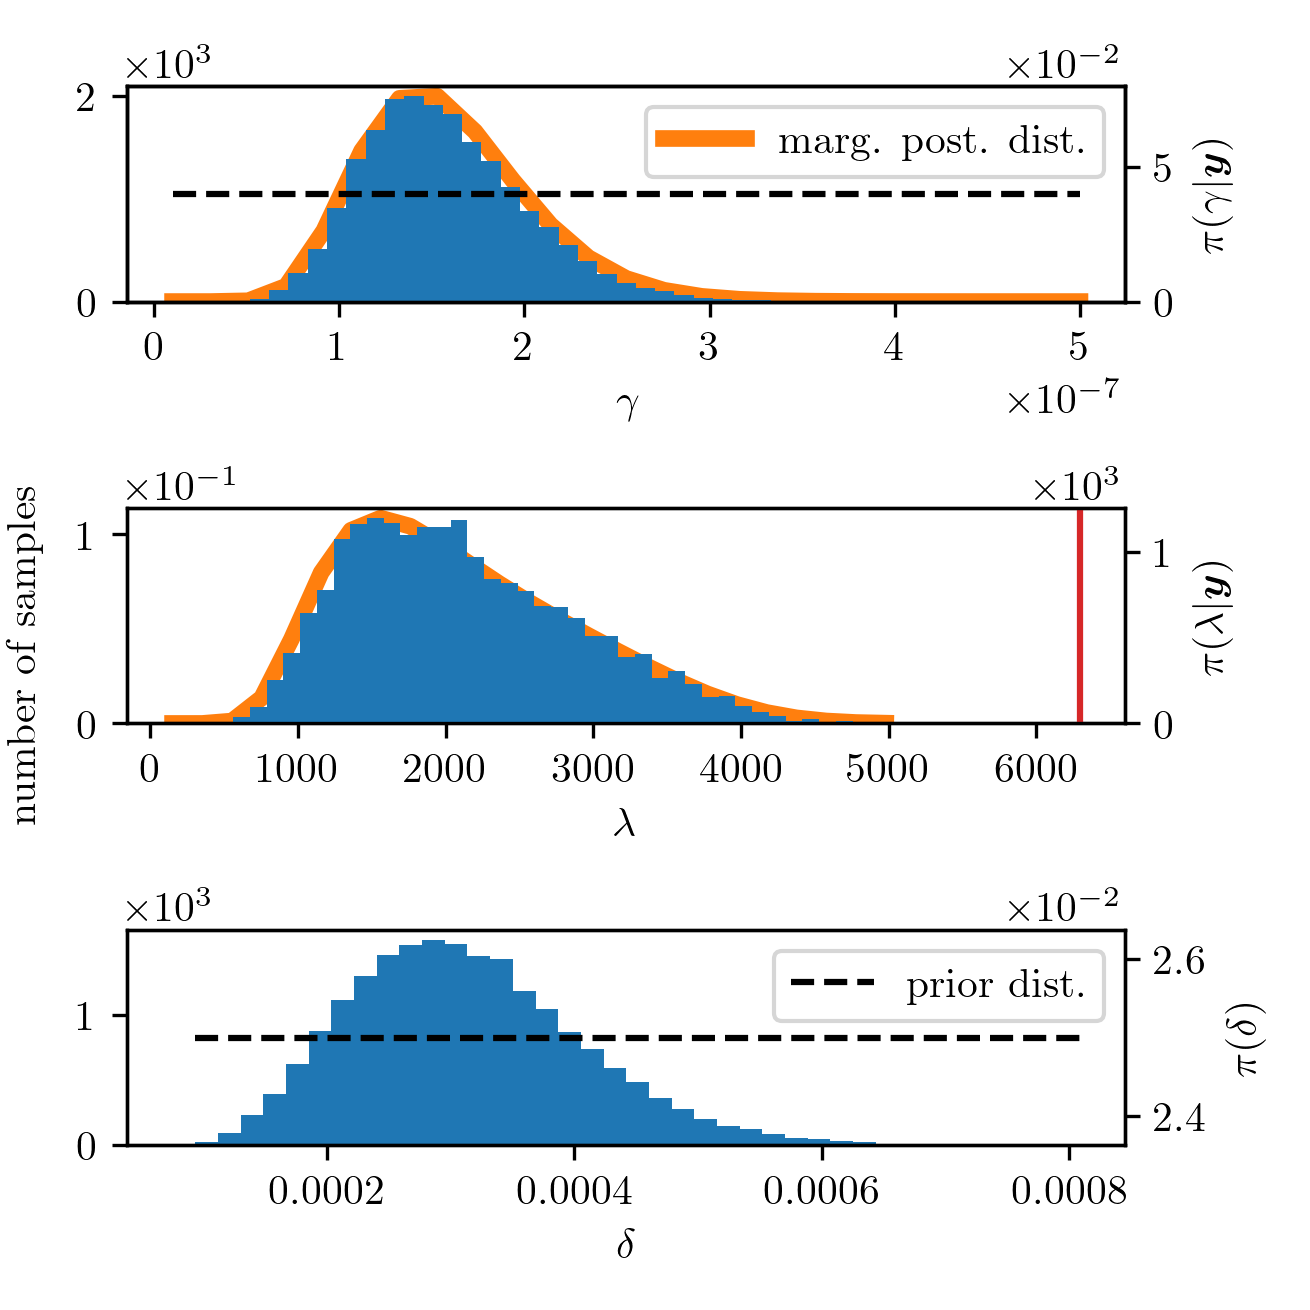 ×10³ ×10⁻²
2
marg. post. dist.
5
π(γ|y)
0 0
0 1 2 3 4 5
γ ×10⁻⁷
number of samples
×10⁻¹ ×10³
1 1
π(λ|y)
0 0
0 1000 2000 3000 4000 5000 6000
λ
×10³ ×10⁻²
prior dist.
2.6
1
π(δ)
2.4
0
0.0002 0.0004 0.0006 0.0008
δ